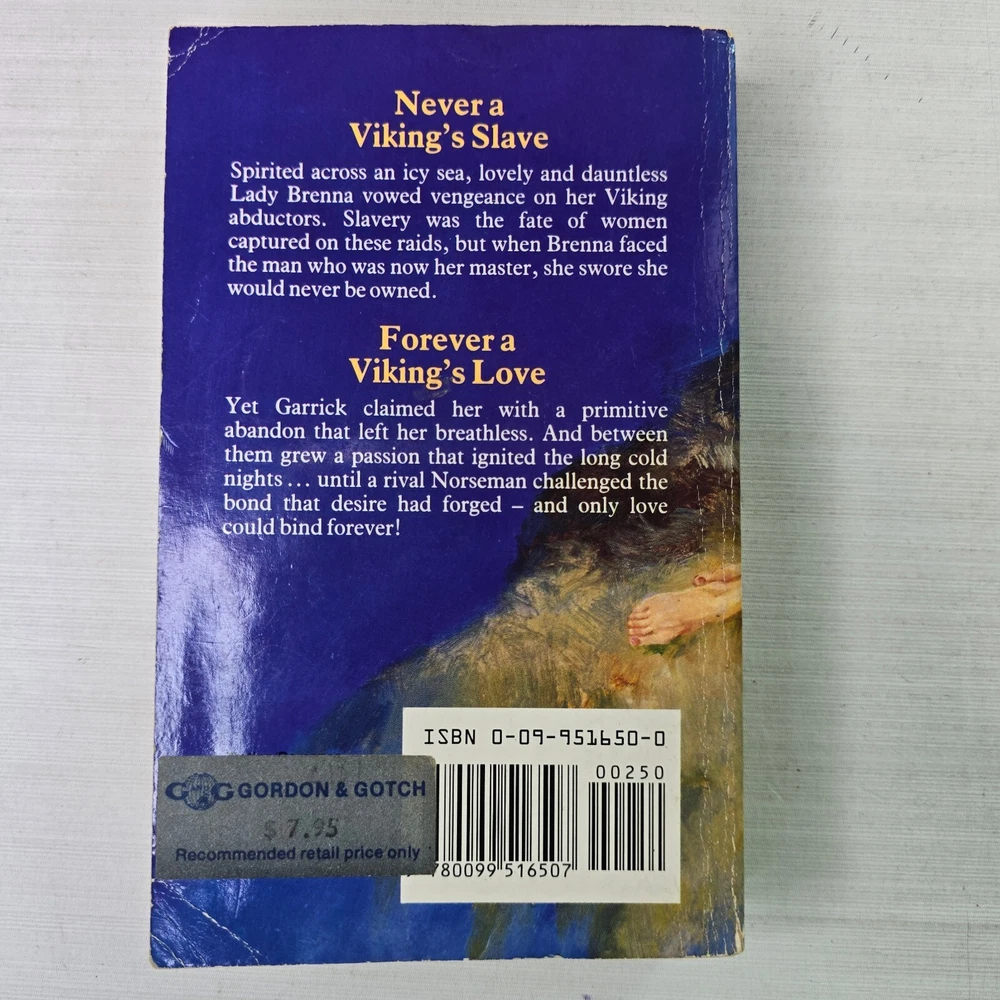 Never a
Viking's Slave
Spirited across an icy sea, lovely and dauntless
Lady Brenna vowed vengeance on her Viking
abductors. Slavery was the fate of women
captured on these raids, but when Brenna faced
the man who was now her master, she swore she
would never be owned.
Forever a
Viking's Love
Yet Garrick claimed her with a primitive
abandon that left her breathless. And between
them grew a passion that ignited the long cold
nights ... until a rival Norseman challenged the
bond that desire had forged – and only love
could bind forever!
ISBN 0-09-951650-0
00250
780099 516507
GORDON & GOTCH
$ 7.95
Recommended retail price only